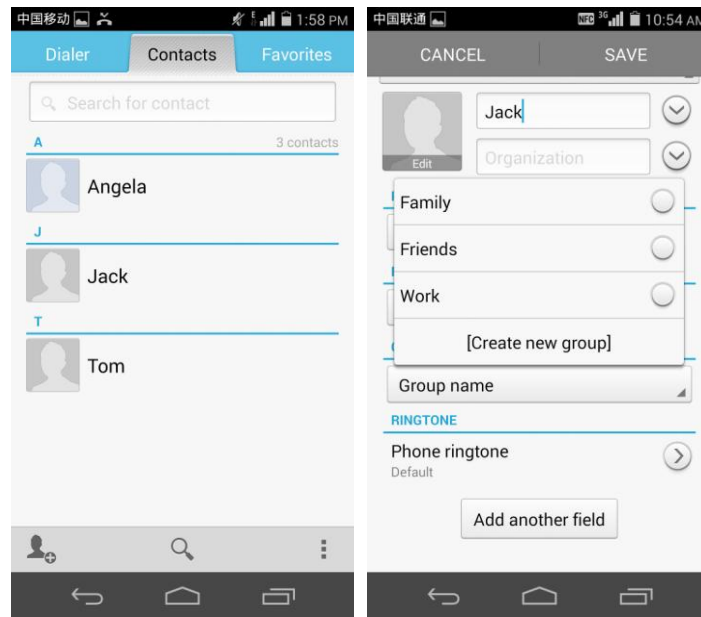 中国移动 1:58 PM
Dialer Contacts Favorites
Search for contact
A 3 contacts
Angela
J
Jack
T
Tom
中国联通 NFC 3G 10:54 AM
CANCEL SAVE
Jack
Edit
Organization
Family
Friends
Work
[Create new group]
Group name
RINGTONE
Phone ringtone
Default
Add another field